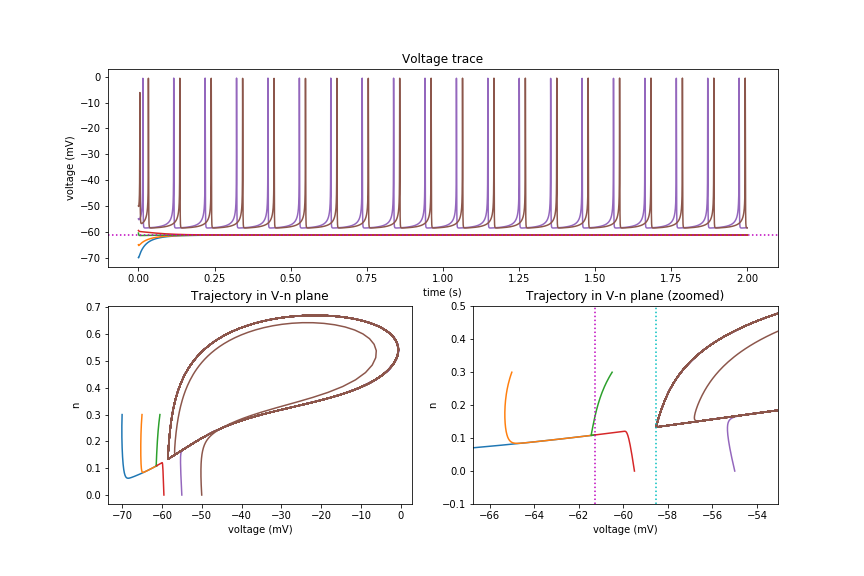 Voltage trace
voltage (mV)
0
−10
−20
−30
−40
−50
−60
−70
0.00 0.25 0.50 0.75 1.00 1.25 1.50 1.75 2.00
time (s)
Trajectory in V-n plane
n
0.7
0.6
0.5
0.4
0.3
0.2
0.1
0.0
−70 −60 −50 −40 −30 −20 −10 0
voltage (mV)
Trajectory in V-n plane (zoomed)
n
0.5
0.4
0.3
0.2
0.1
0.0
−0.1
−66 −64 −62 −60 −58 −56 −54
voltage (mV)